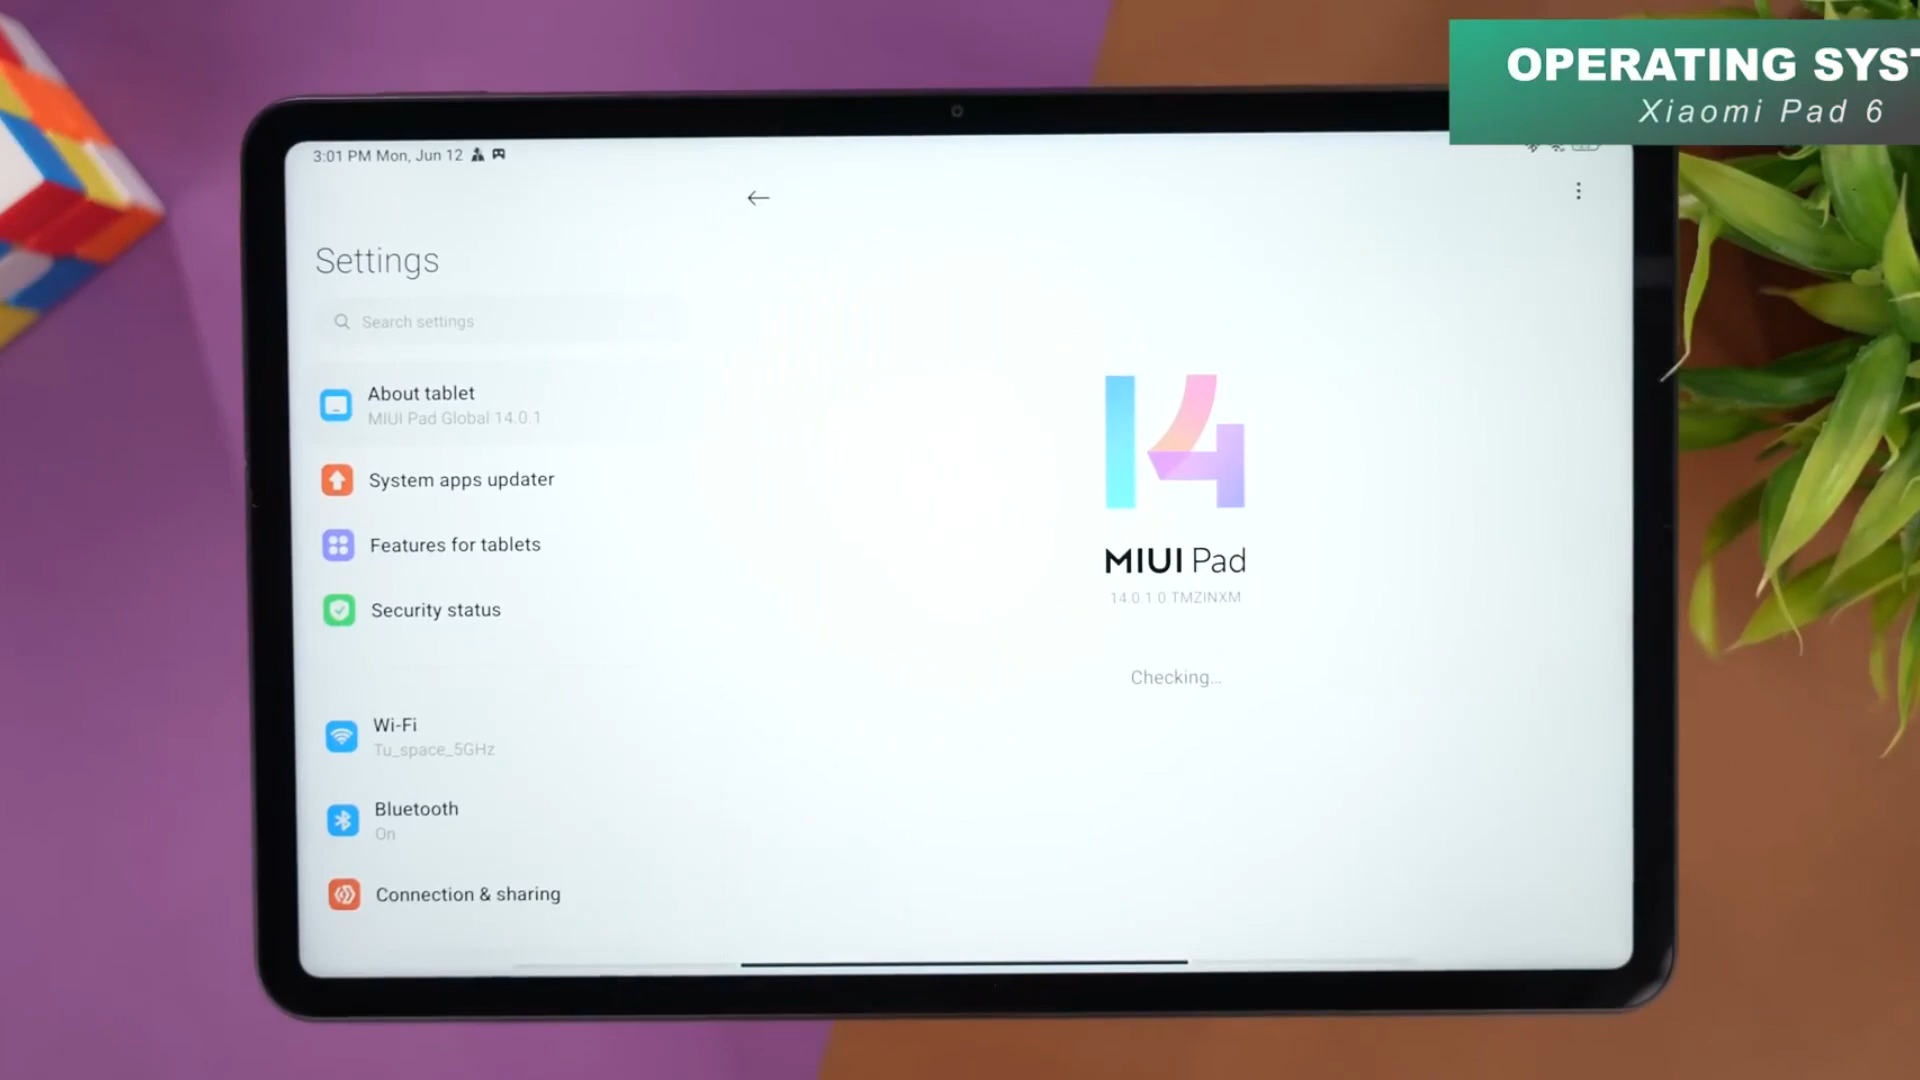 OPERATING SYST
Xiaomi Pad 6
3:01 PM Mon, Jun 12
Settings
Search settings
About tablet
MIUI Pad Global 14.0.1
System apps updater
Features for tablets
Security status
Wi-Fi
Tu_space_5GHz
Bluetooth
On
Connection & sharing
14
MIUI Pad
14.0.1.0.TMZINXM
Checking...